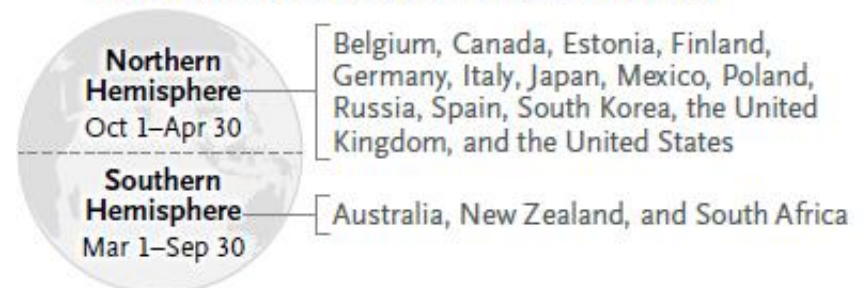 Northern
Hemisphere
Oct 1–Apr 30
Belgium, Canada, Estonia, Finland,
Germany, Italy, Japan, Mexico, Poland,
Russia, Spain, South Korea, the United
Kingdom, and the United States
Southern
Hemisphere
Mar 1–Sep 30
Australia, New Zealand, and South Africa